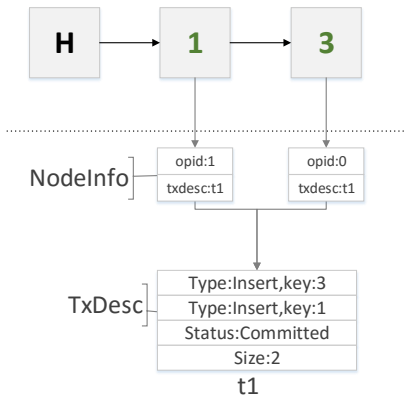 H 1 3
opid:1 opid:0
NodeInfo
txdesc:t1 txdesc:t1
Type:Insert,key:3
TxDesc
Type:Insert,key:1
Status:Committed
Size:2
t1